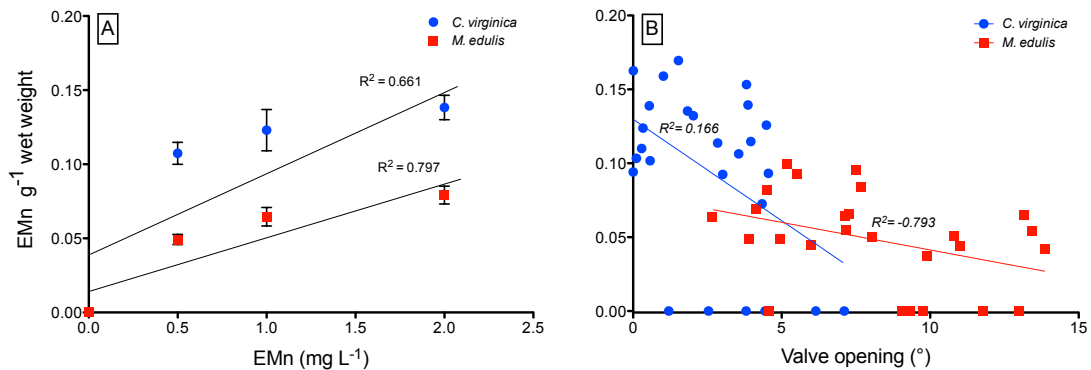 A
C. virginica
M. edulis
EMn g⁻¹ wet weight
0.20
0.15
0.10
0.05
0.00
R² = 0.661
R² = 0.797
0.0 0.5 1.0 1.5 2.0 2.5
EMn (mg L⁻¹)
B
C. virginica
M. edulis
0.20
0.15
0.10
0.05
0.00
R² = 0.166
R² = -0.793
0 5 10 15
Valve opening (°)